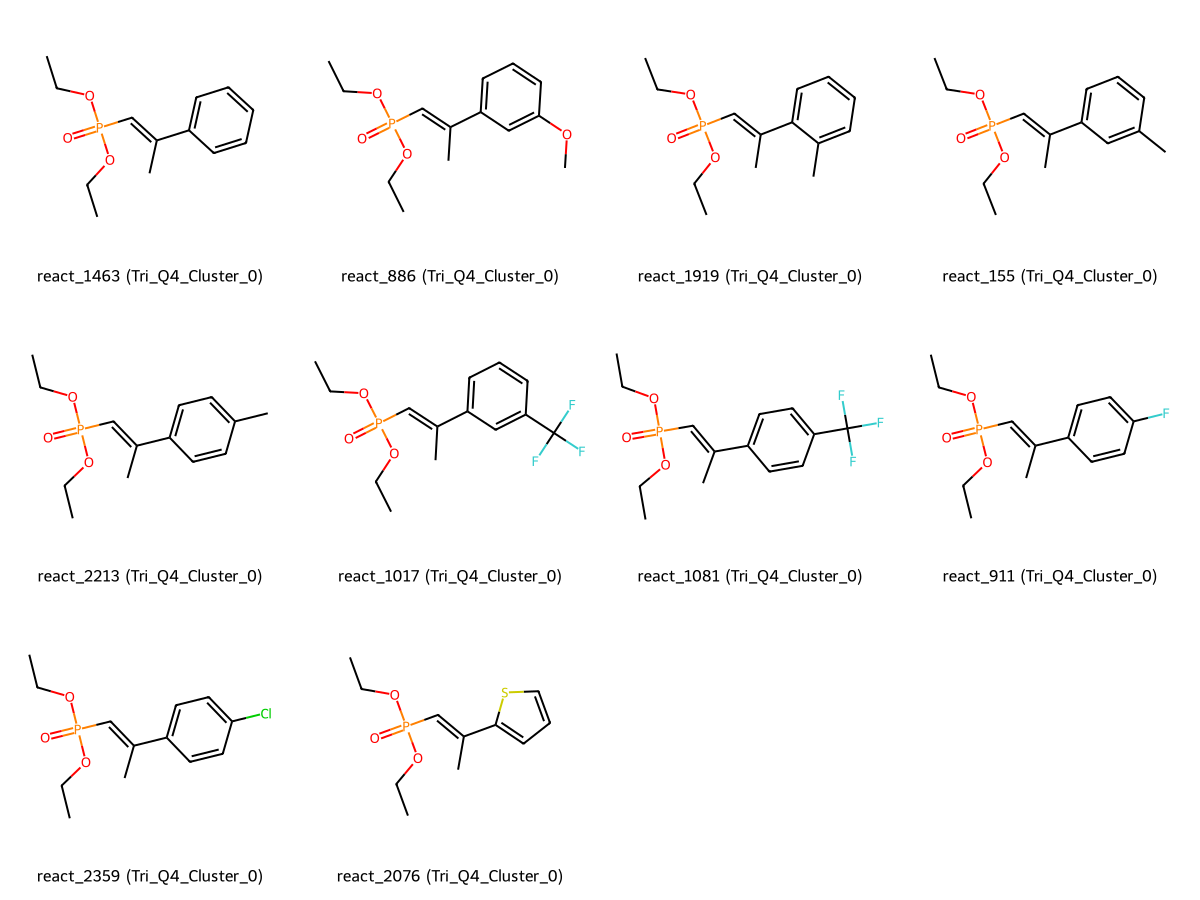 react_1463 (Tri_Q4_Cluster_0)
react_886 (Tri_Q4_Cluster_0)
react_1919 (Tri_Q4_Cluster_0)
react_155 (Tri_Q4_Cluster_0)
react_2213 (Tri_Q4_Cluster_0)
react_1017 (Tri_Q4_Cluster_0)
react_1081 (Tri_Q4_Cluster_0)
react_911 (Tri_Q4_Cluster_0)
react_2359 (Tri_Q4_Cluster_0)
react_2076 (Tri_Q4_Cluster_0)
O
P
O
O
O
P
O
O
O
O
P
O
O
O
P
O
O
O
P
O
O
O
P
O
O
F
F
F
O
P
O
O
F
F
F
O
P
O
O
F
O
P
O
O
Cl
O
P
O
O
S